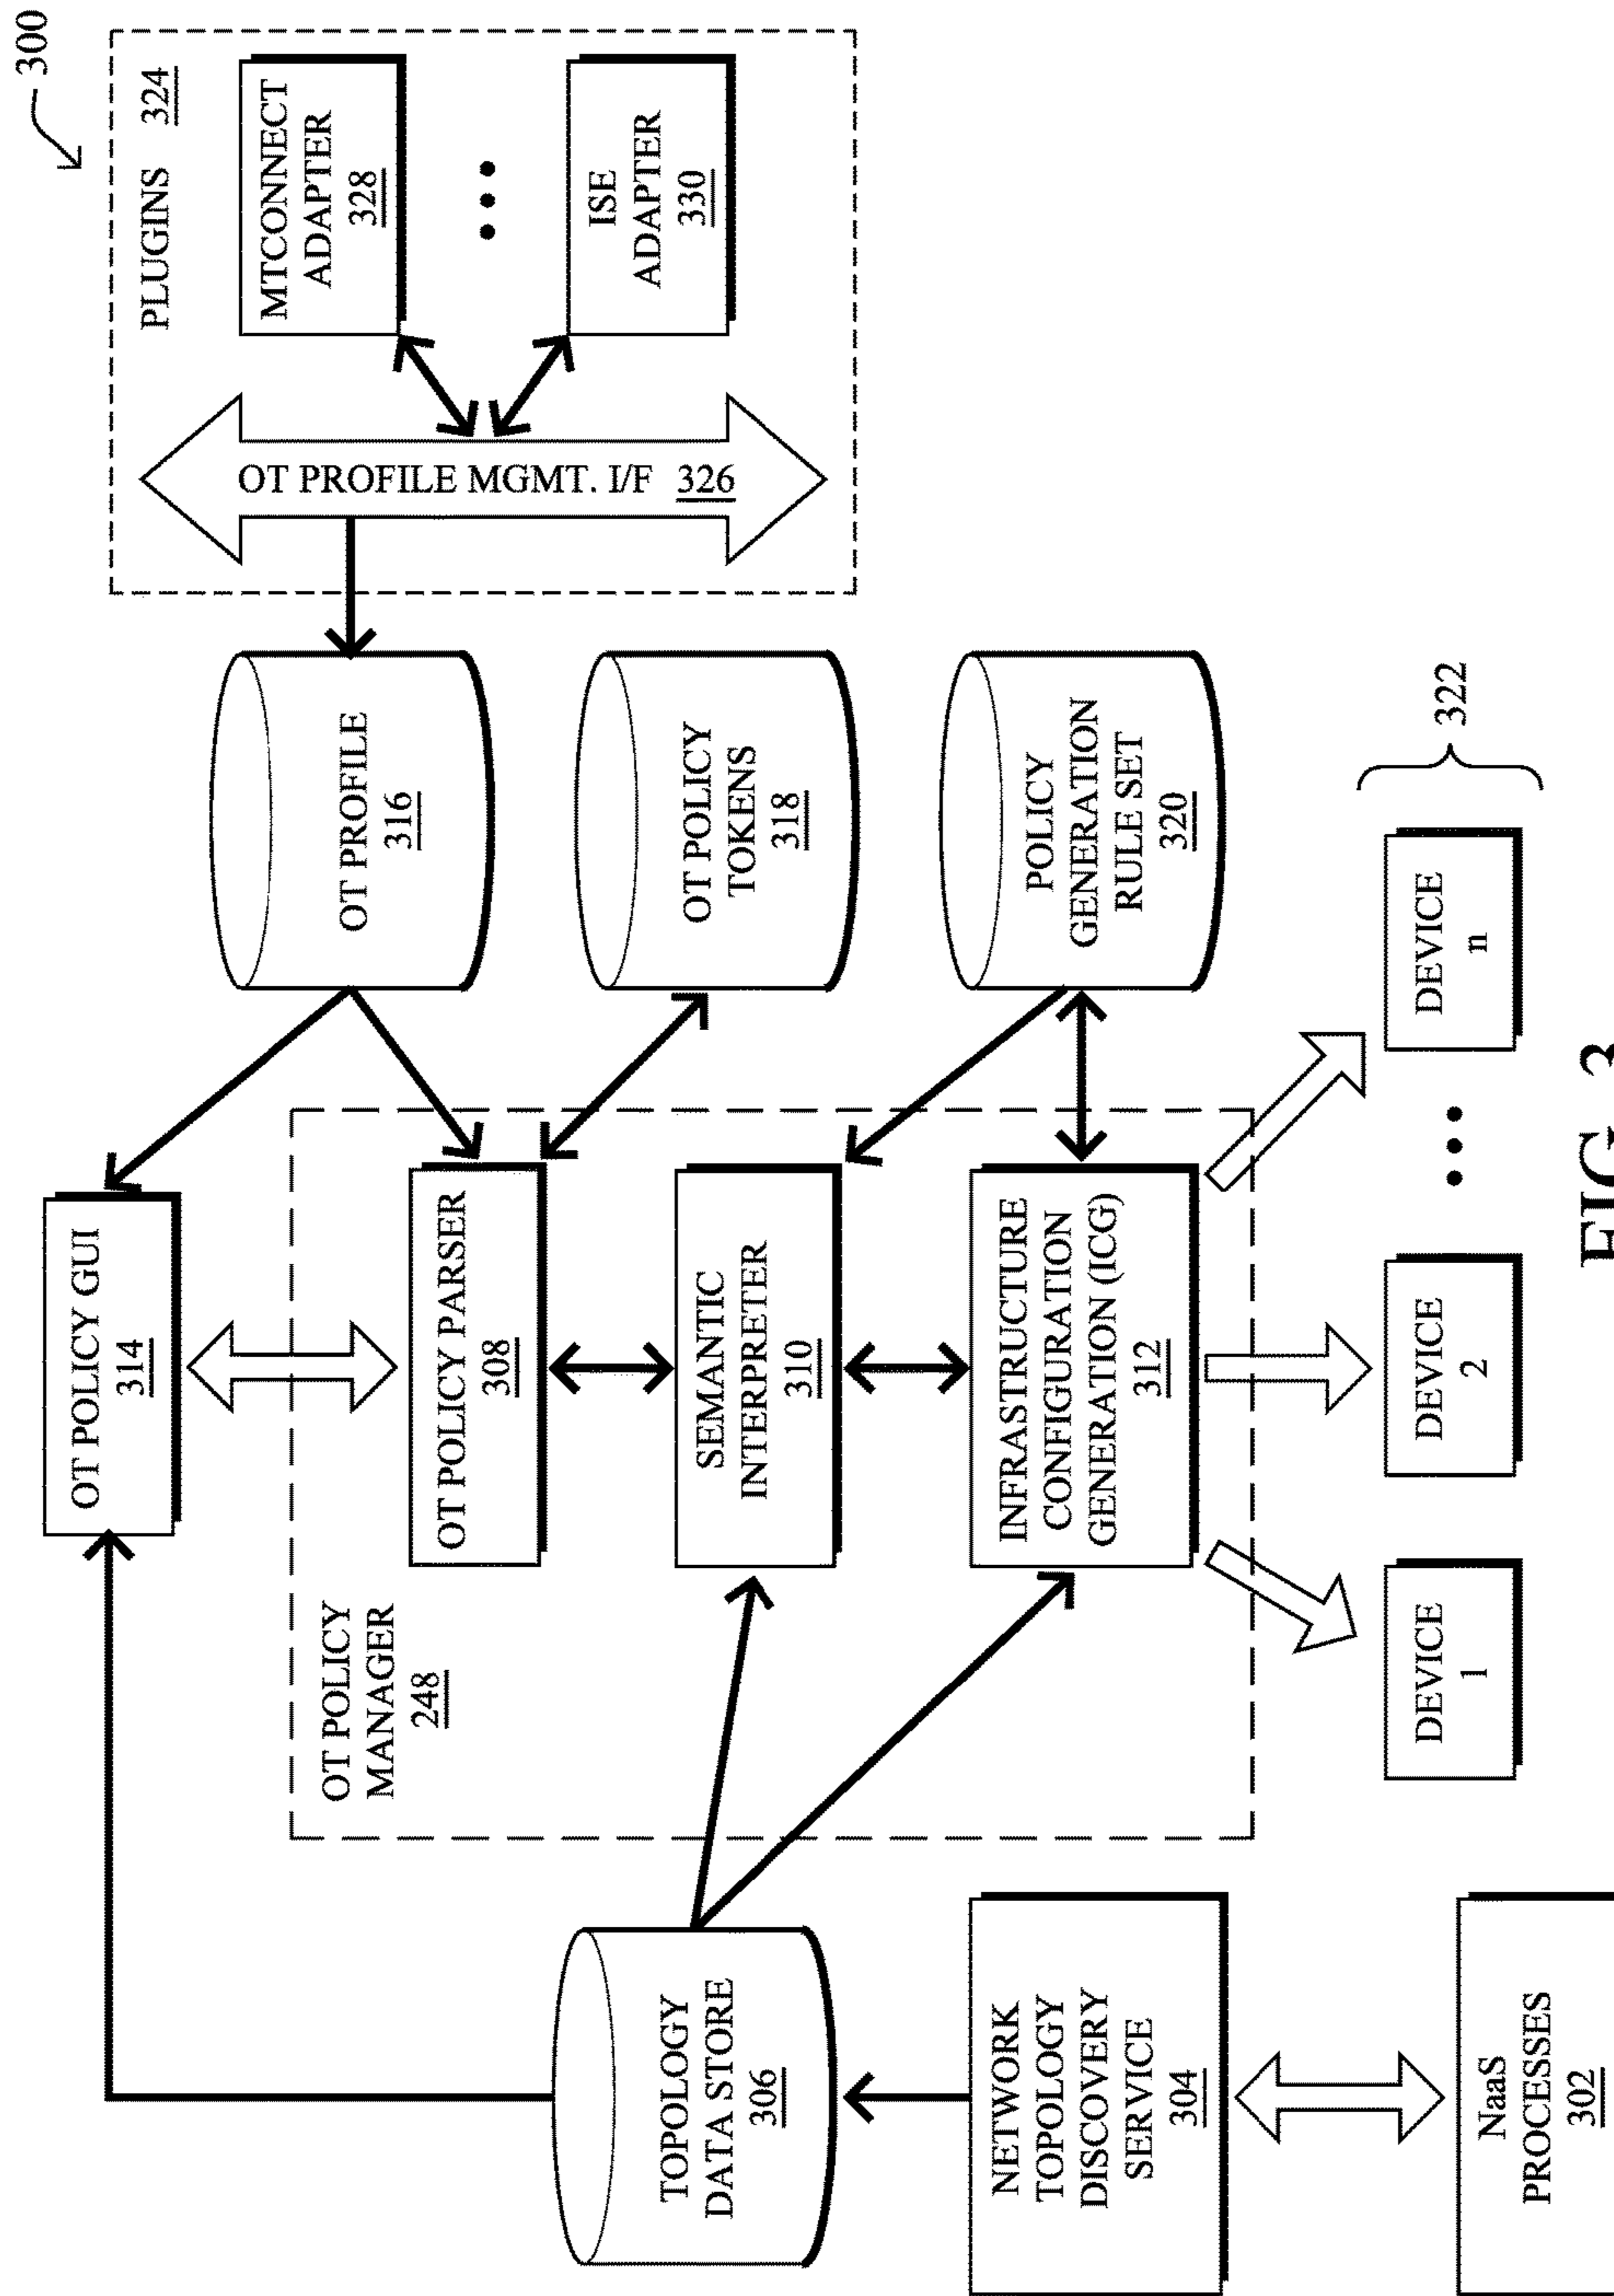 300
OT POLICY GUI
314
PLUGINS 324
OT POLICY
MANAGER
248
OT POLICY PARSER
308
OT PROFILE
316
OT PROFILE MGMT. I/F 326
MTCONNECT
ADAPTER
328
TOPOLOGY
DATA STORE
306
SEMANTIC
INTERPRETER
310
OT POLICY
TOKENS
318
ISE
ADAPTER
330
NETWORK
TOPOLOGY
DISCOVERY
SERVICE
304
INFRASTRUCTURE
CONFIGURATION
GENERATION (ICG)
312
POLICY
GENERATION
RULE SET
320
NaaS
PROCESSES
302
DEVICE
1
DEVICE
2
DEVICE
n
322
FIG. 3